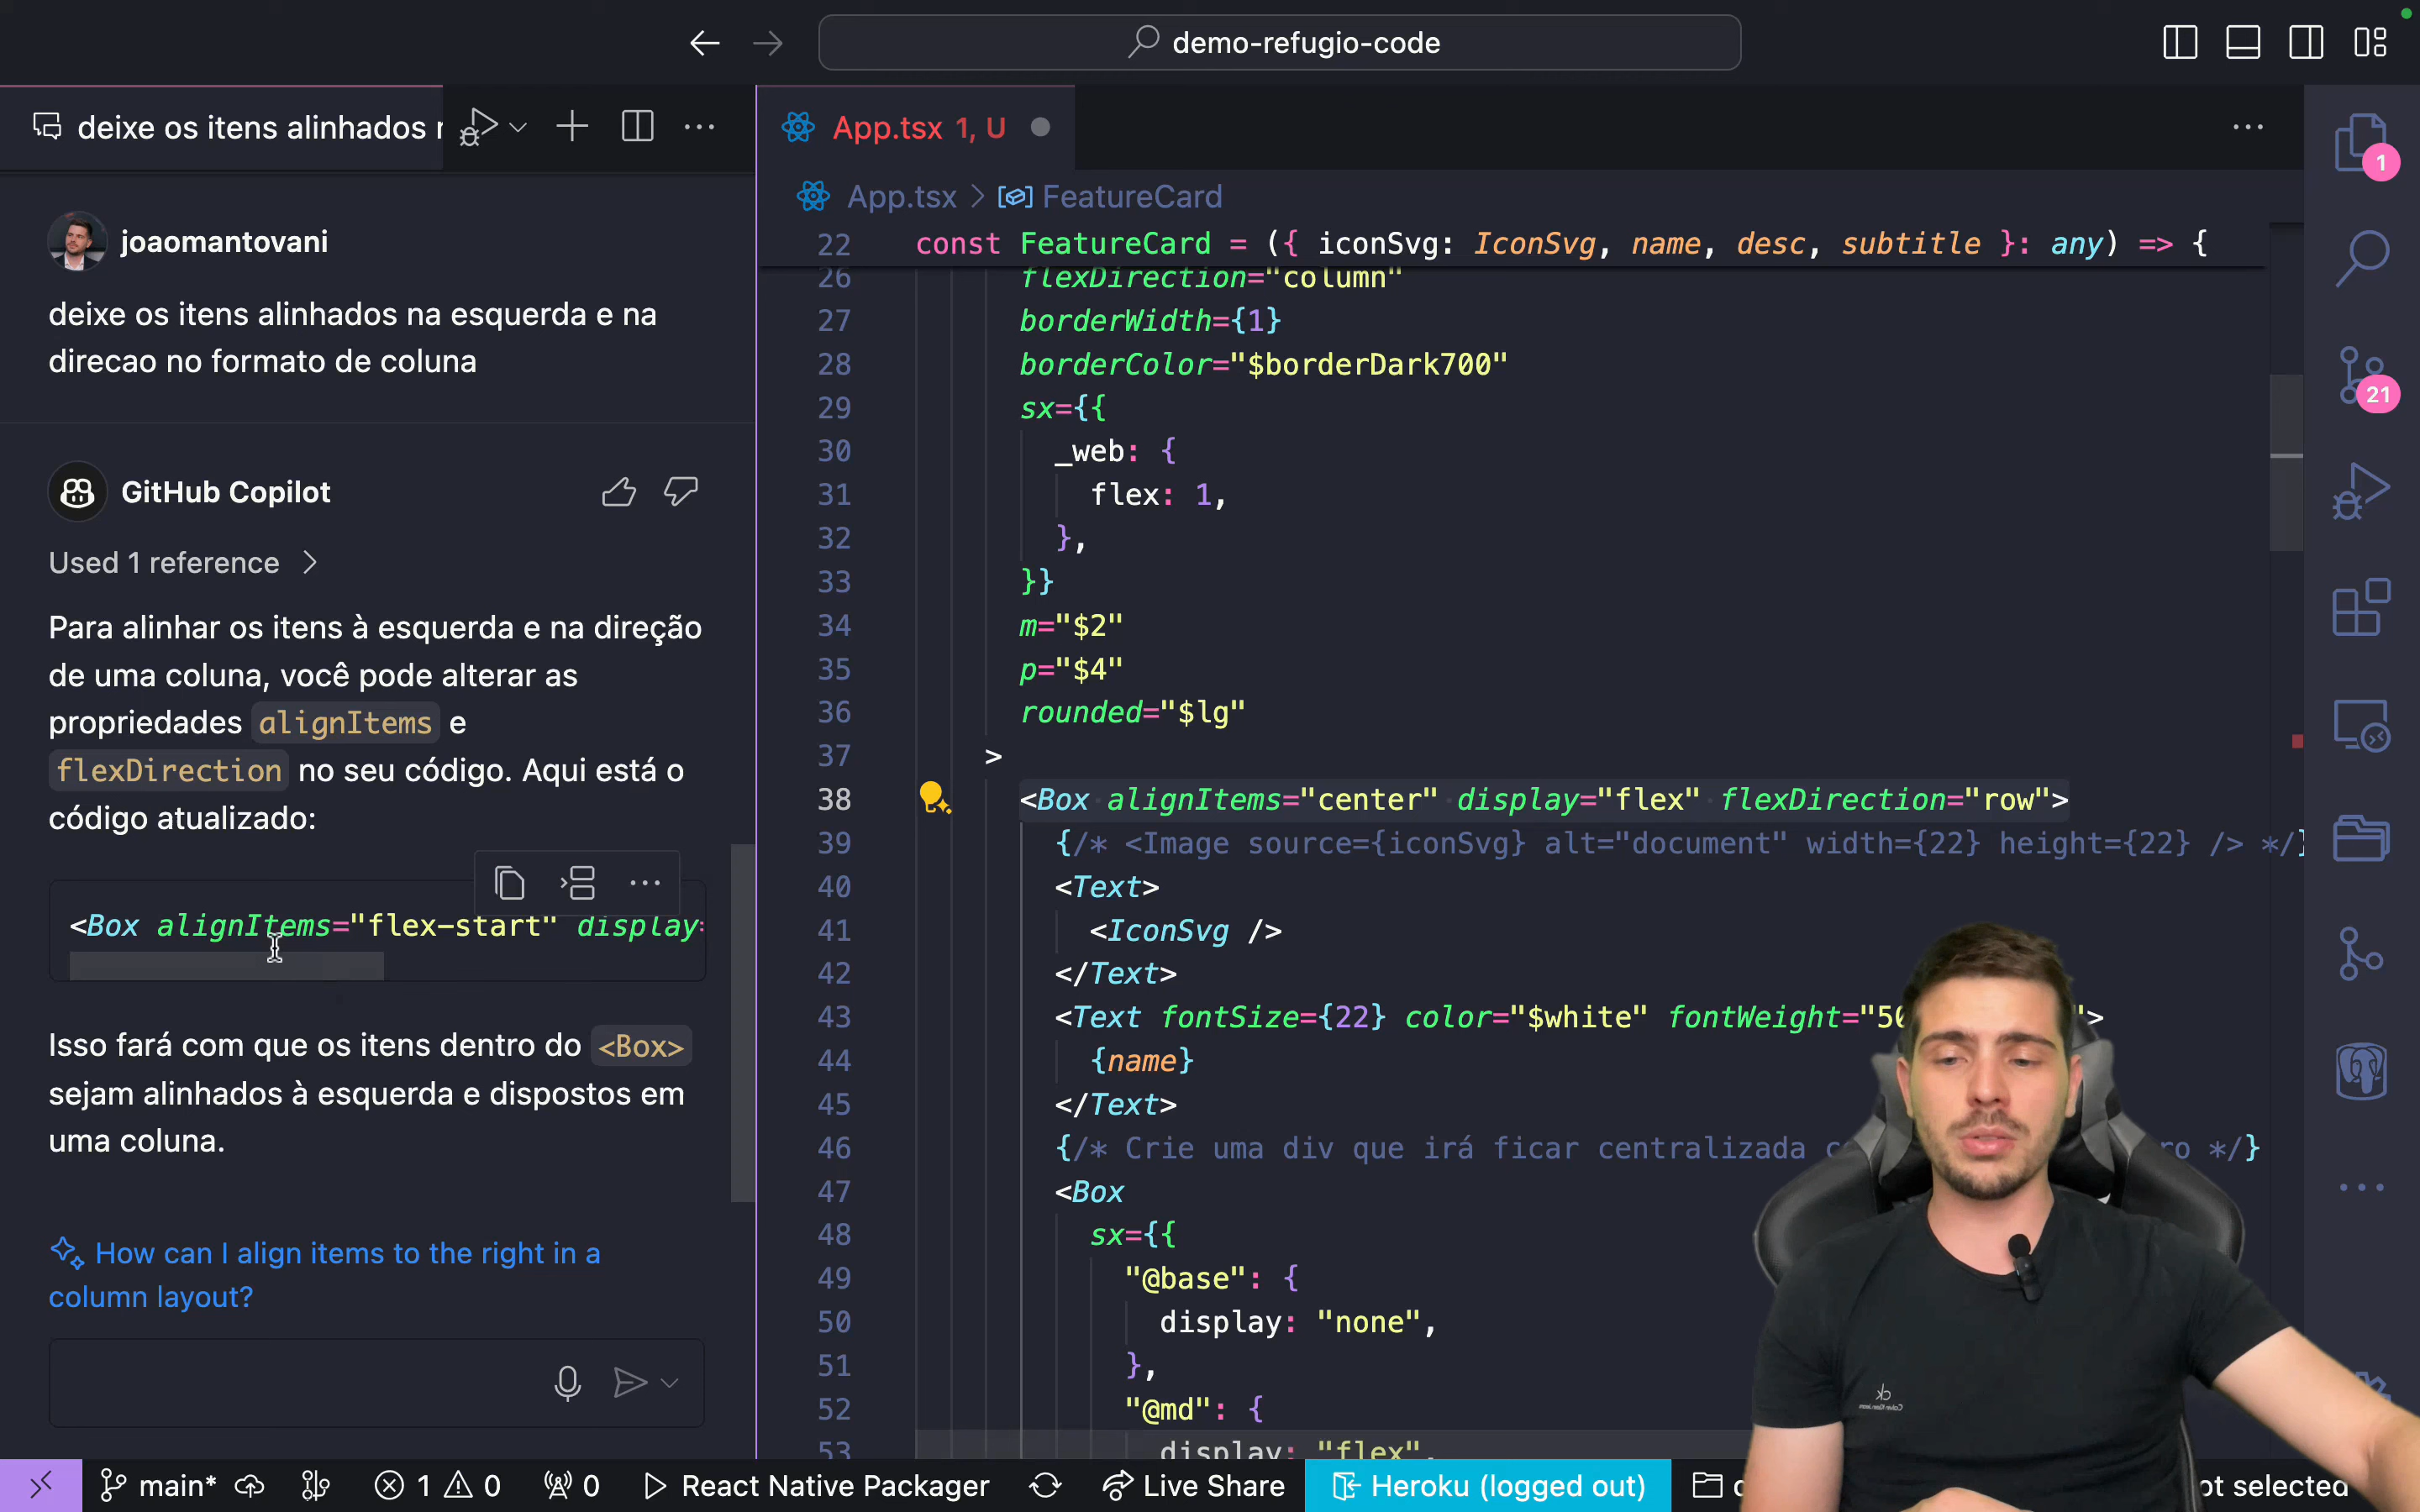 demo-refugio-code
deixe os itens alinhados
App.tsx 1, U
1
joaomantovani
deixe os itens alinhados na esquerda e na
direcao no formato de coluna
GitHub Copilot
Used 1 reference
Para alinhar os itens à esquerda e na direção
de uma coluna, você pode alterar as
propriedades alignItems e
flexDirection no seu código. Aqui está o
código atualizado:
<Box alignItems="flex-start" display=
Isso fará com que os itens dentro do <Box>
sejam alinhados à esquerda e dispostos em
uma coluna.
How can I align items to the right in a
column layout?
App.tsx > FeatureCard
22 const FeatureCard = ({ iconSvg: IconSvg, name, desc, subtitle }: any) => {
26 flexDirection="column"
27 borderWidth={1}
28 borderColor="$borderDark700"
29 sx={{
30 _web: {
31 flex: 1,
32 },
33 }}
34 m="$2"
35 p="$4"
36 rounded="$lg"
37 >
38 <Box alignItems="center" display="flex" flexDirection="row">
39 {/* <Image source={iconSvg} alt="document" width={22} height={22} /> */}
40 <Text>
41 <IconSvg />
42 </Text>
43 <Text fontSize={22} color="$white" fontWeight="50 ">
44 {name}
45 </Text>
46 {/* Crie uma div que irá ficar centralizada */}
47 <Box
48 sx={{
49 "@base": {
50 display: "none",
51 },
52 "@md": {
53 display: "flex",
21
main* 1 0 0 React Native Packager Live Share Heroku (logged out) selected